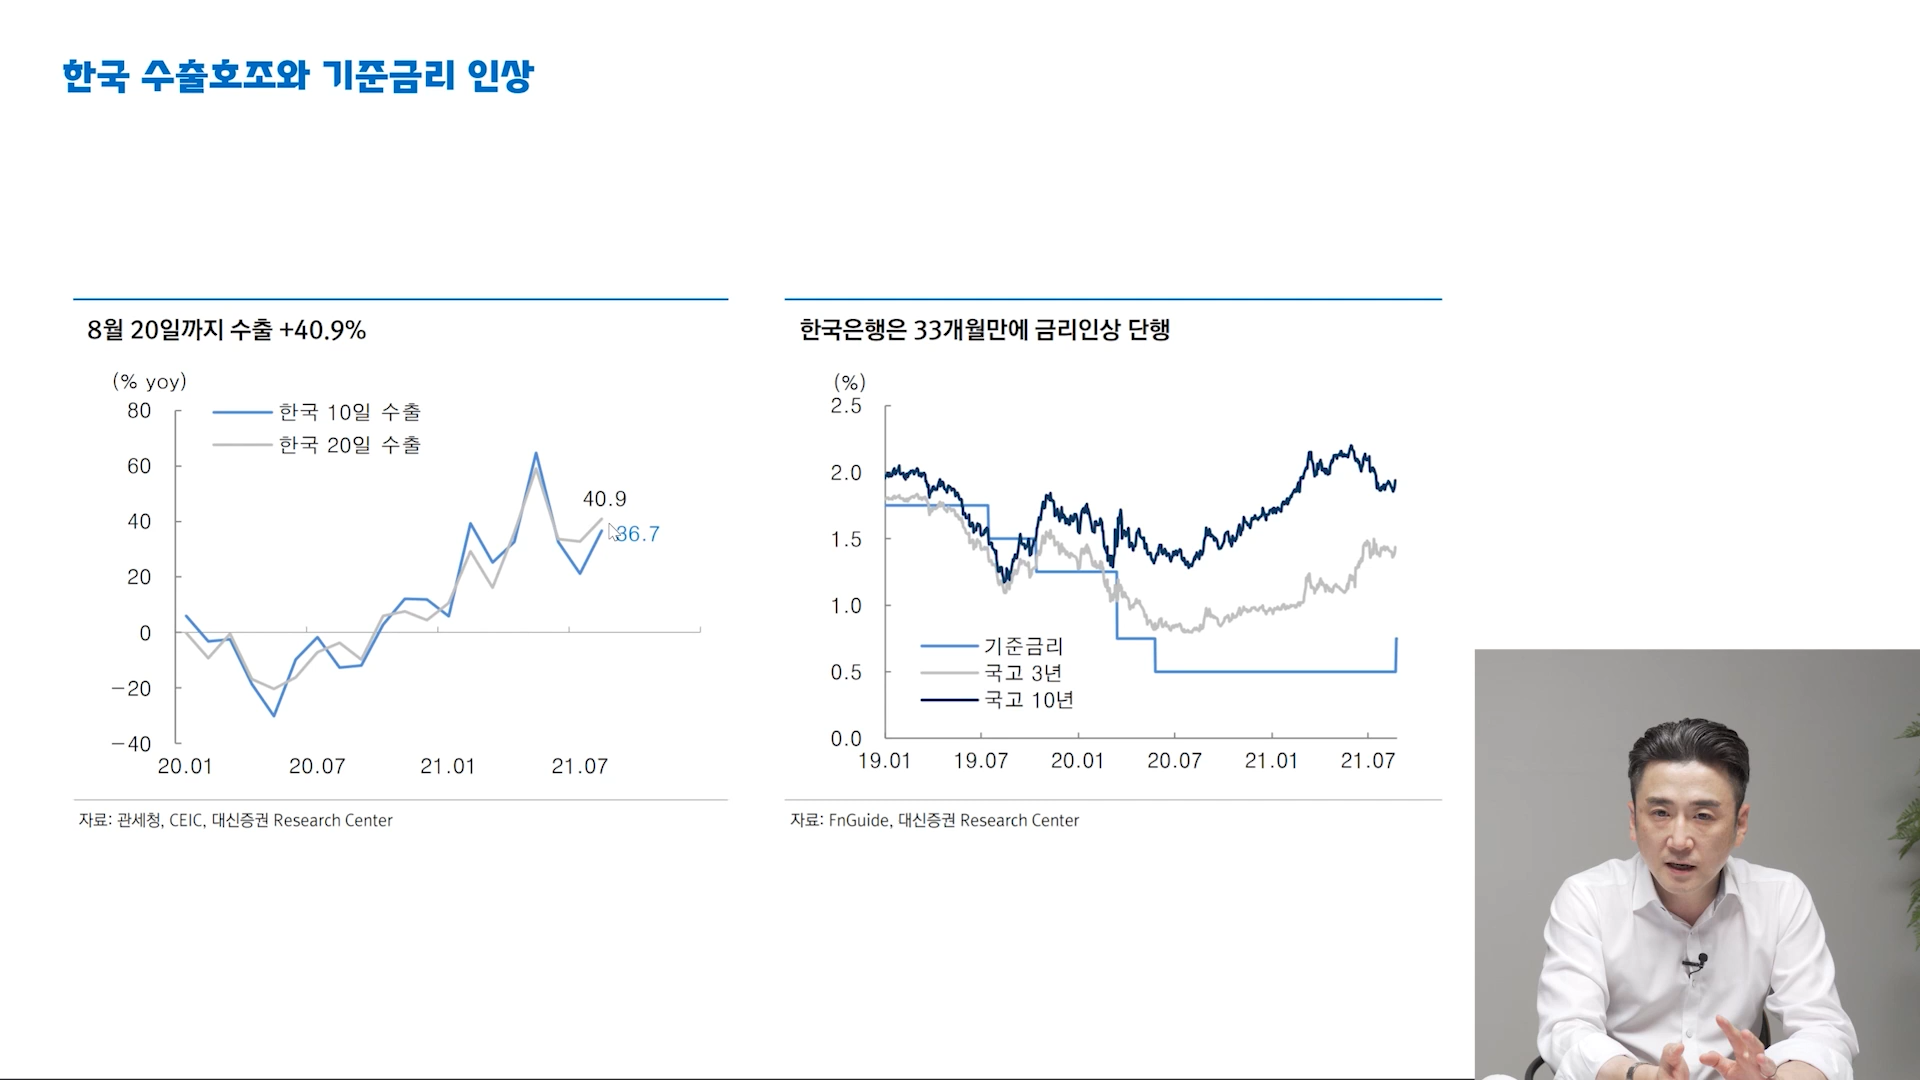 한국 수출호조와 기준금리 인상
8월 20일까지 수출 +40.9%
(% yoy)
80
60
40
20
0
-20
-40
한국 10일 수출
한국 20일 수출
40.9
36.7
20.01 20.07 21.01 21.07
자료: 관세청, CEIC, 대신증권 Research Center
한국은행은 33개월만에 금리인상 단행
(%)
2.5
2.0
1.5
1.0
0.5
0.0
기준금리
국고 3년
국고 10년
19.01 19.07 20.01 20.07 21.01 21.07
자료: FnGuide, 대신증권 Research Center